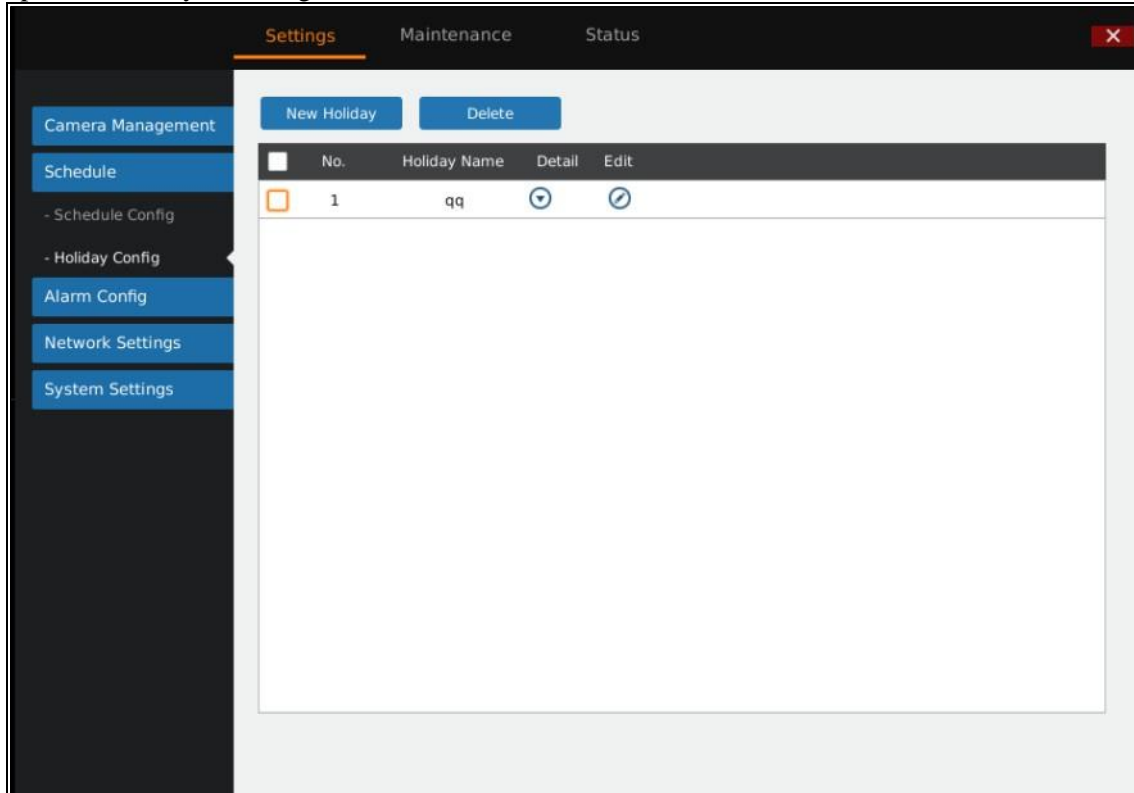 Settings Maintenance Status
New Holiday Delete
Camera Management
Schedule
- Schedule Config
- Holiday Config
Alarm Config
Network Settings
System Settings
No. Holiday Name Detail Edit
1 qq